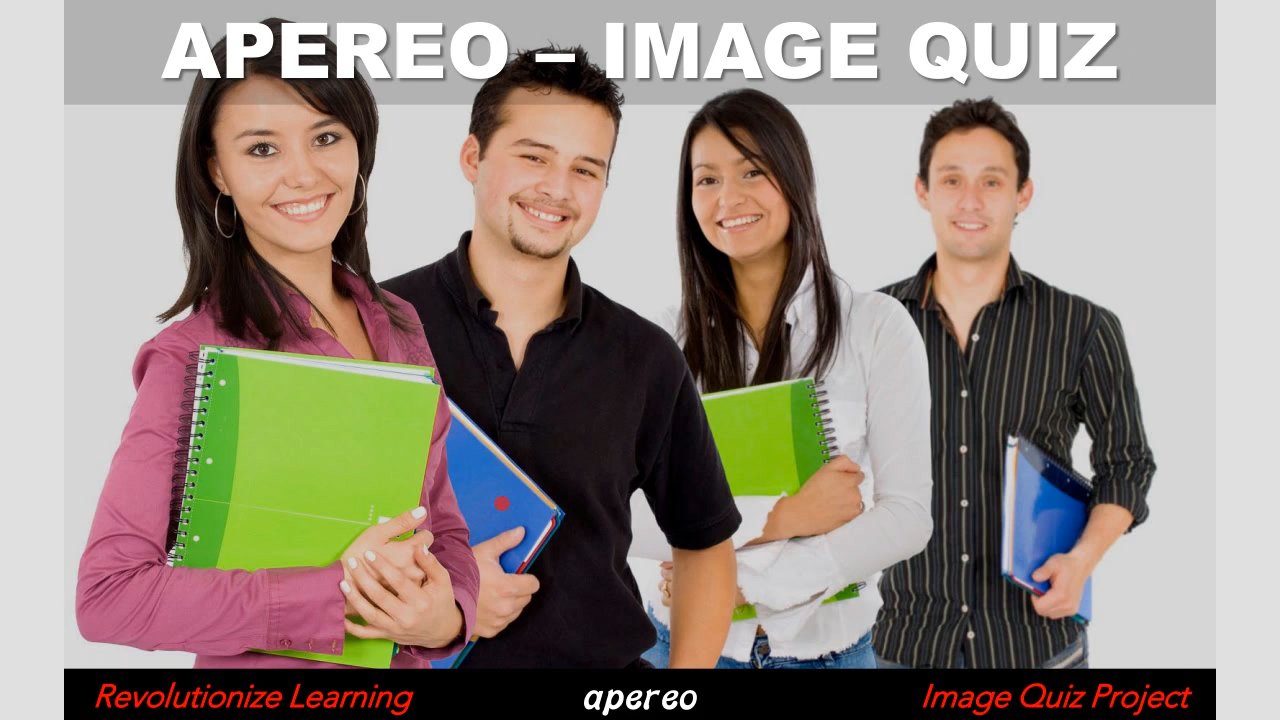 APEREO – IMAGE QUIZ
Revolutionize Learning
apereo
Image Quiz Project